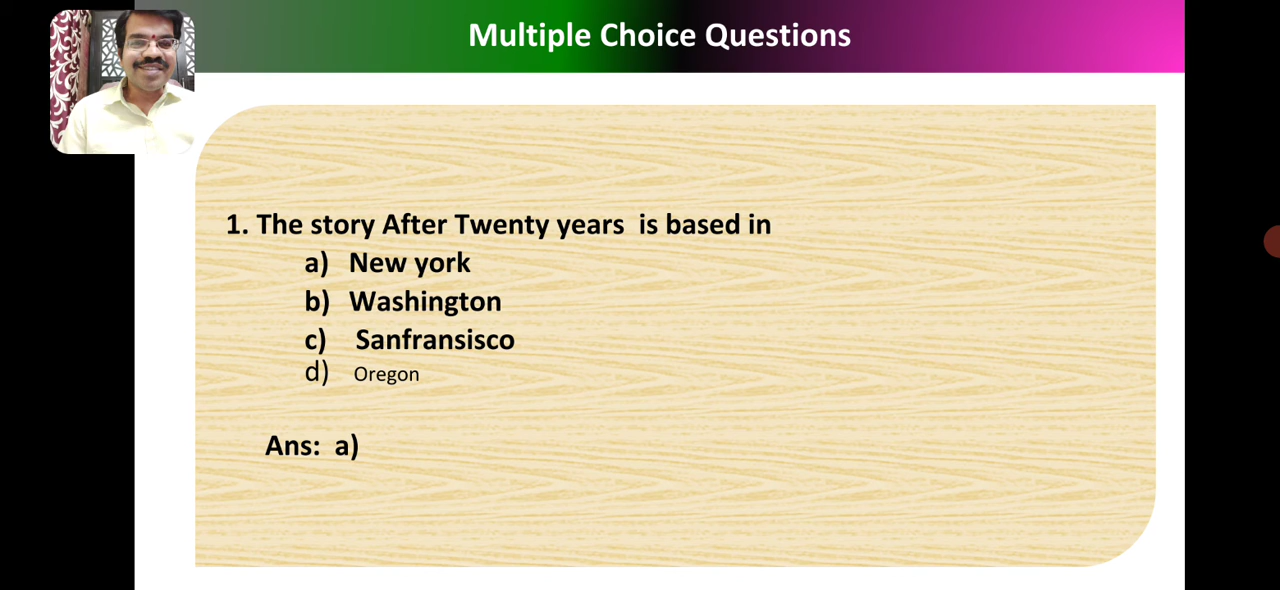 Multiple Choice Questions
1. The story After Twenty years is based in
a) New york
b) Washington
c) Sanfransisco
d) Oregon
Ans: a)